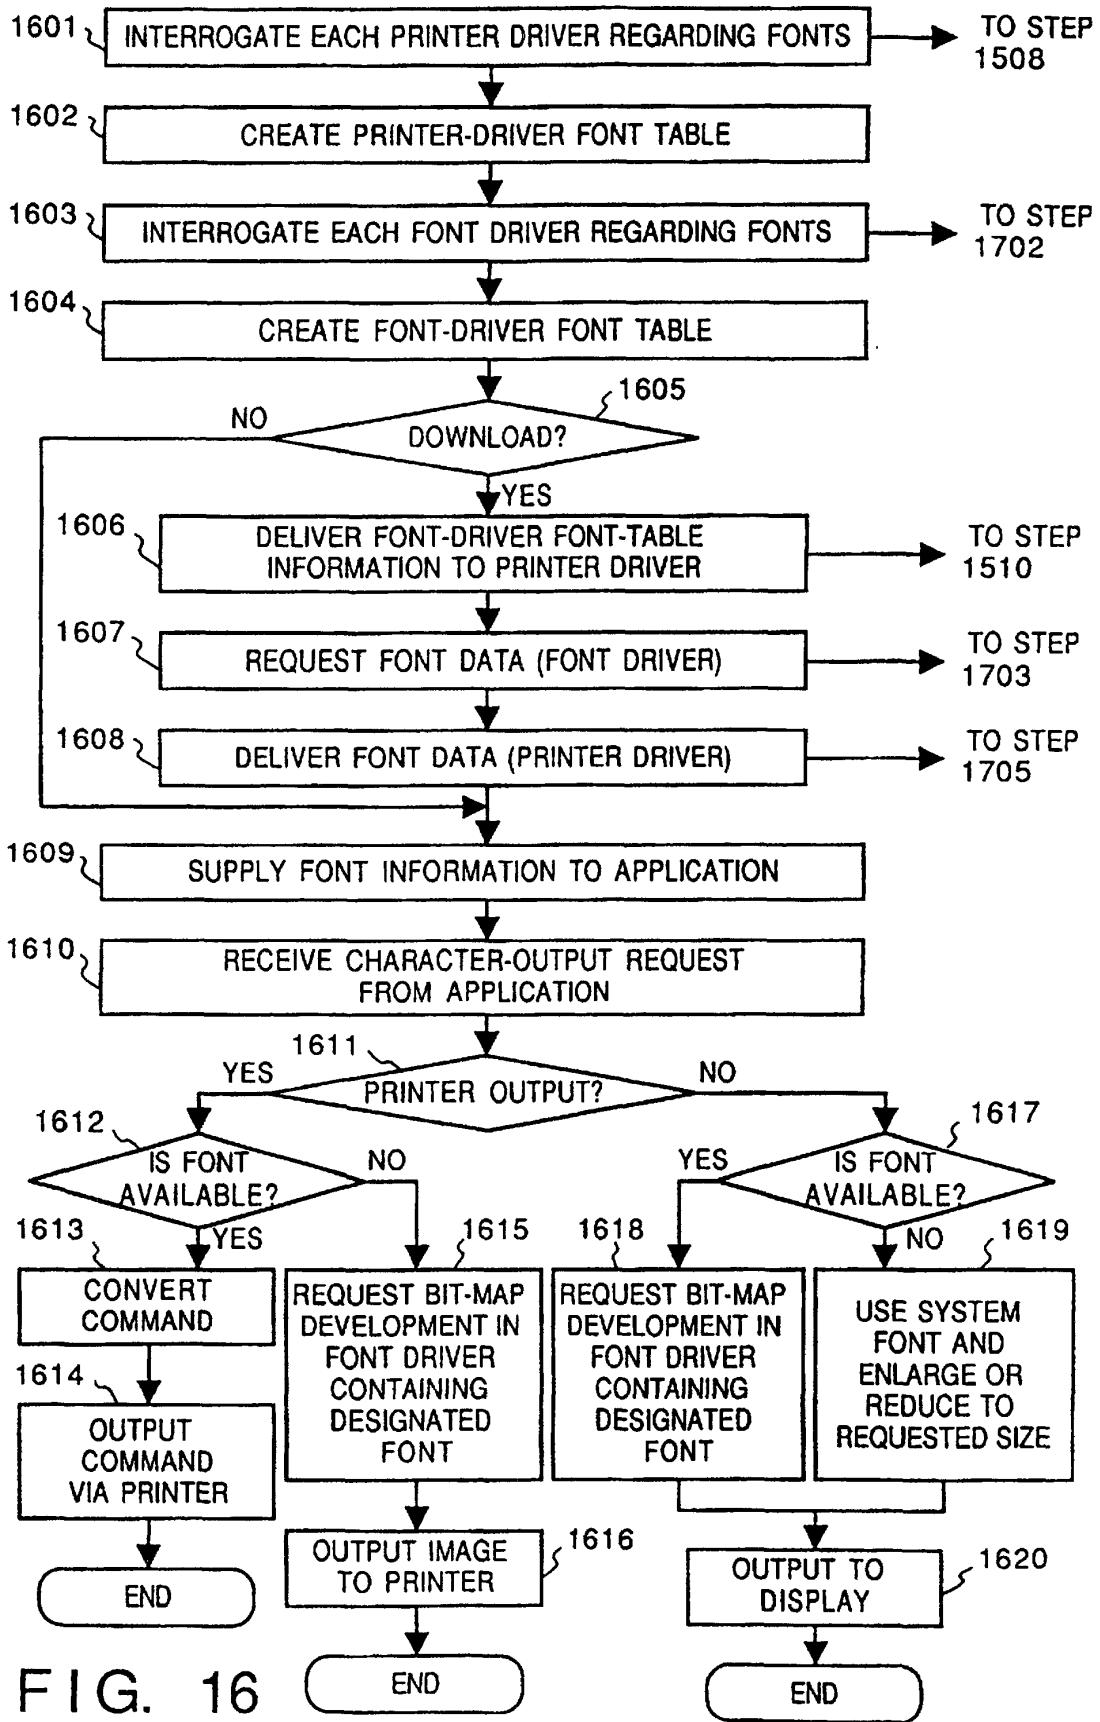 1601
INTERROGATE EACH PRINTER DRIVER REGARDING FONTS
TO STEP
1508
1602
CREATE PRINTER-DRIVER FONT TABLE
1603
INTERROGATE EACH FONT DRIVER REGARDING FONTS
TO STEP
1702
1604
CREATE FONT-DRIVER FONT TABLE
1605
NO
DOWNLOAD?
YES
1606
DELIVER FONT-DRIVER FONT-TABLE
INFORMATION TO PRINTER DRIVER
TO STEP
1510
1607
REQUEST FONT DATA (FONT DRIVER)
TO STEP
1703
1608
DELIVER FONT DATA (PRINTER DRIVER)
TO STEP
1705
1609
SUPPLY FONT INFORMATION TO APPLICATION
1610
RECEIVE CHARACTER-OUTPUT REQUEST
FROM APPLICATION
1611
YES
PRINTER OUTPUT?
NO
1612
IS FONT
AVAILABLE?
NO
YES
1617
YES
IS FONT
AVAILABLE?
NO
1613
CONVERT
COMMAND
1614
OUTPUT
COMMAND
VIA PRINTER
END
1615
REQUEST BIT-MAP
DEVELOPMENT IN
FONT DRIVER
CONTAINING
DESIGNATED
FONT
1616
OUTPUT IMAGE
TO PRINTER
END
1618
REQUEST BIT-MAP
DEVELOPMENT IN
FONT DRIVER
CONTAINING
DESIGNATED
FONT
1619
USE SYSTEM
FONT AND
ENLARGE OR
REDUCE TO
REQUESTED SIZE
1620
OUTPUT TO
DISPLAY
END
FIG. 16